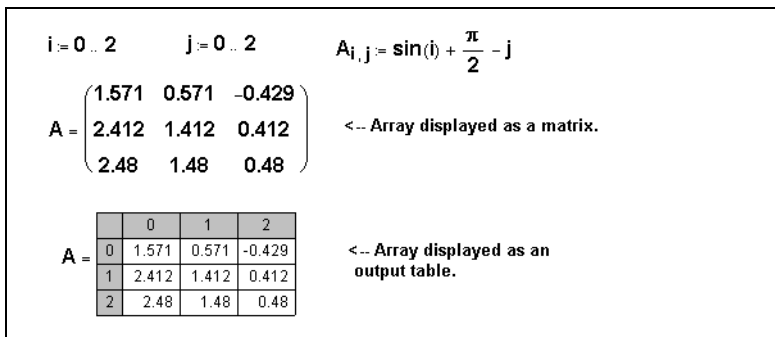 i := 0 .. 2 j := 0 .. 2 A i , j := sin(i) + π/2 - j
1.571 0.571 -0.429
A = 2.412 1.412 0.412 <-- Array displayed as a matrix.
2.48 1.48 0.48
0 1 2
A = 0 1.571 0.571 -0.429 <-- Array displayed as an
1 2.412 1.412 0.412 output table.
2 2.48 1.48 0.48